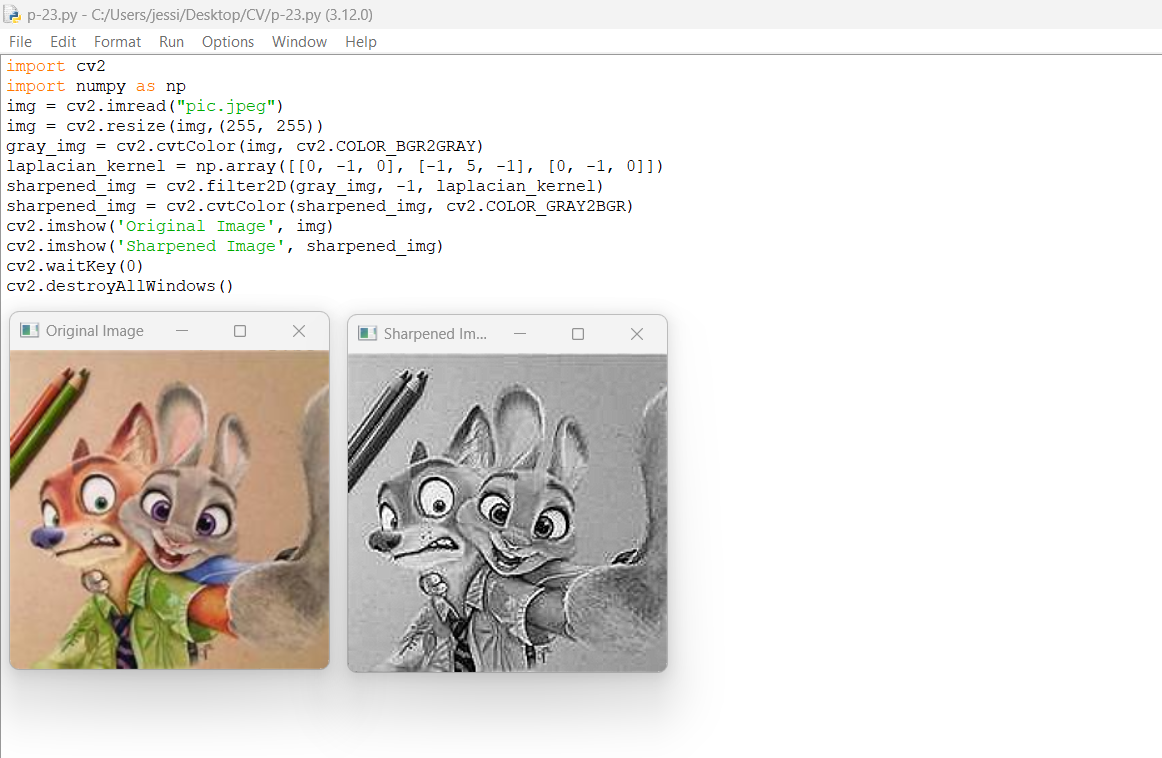 p-23.py - C:/Users/jessi/Desktop/CV/p-23.py (3.12.0)
File Edit Format Run Options Window Help
import cv2
import numpy as np
img = cv2.imread("pic.jpeg")
img = cv2.resize(img,(255, 255))
gray_img = cv2.cvtColor(img, cv2.COLOR_BGR2GRAY)
laplacian_kernel = np.array([[0, -1, 0], [-1, 5, -1], [0, -1, 0]])
sharpened_img = cv2.filter2D(gray_img, -1, laplacian_kernel)
sharpened_img = cv2.cvtColor(sharpened_img, cv2.COLOR_GRAY2BGR)
cv2.imshow('Original Image', img)
cv2.imshow('Sharpened Image', sharpened_img)
cv2.waitKey(0)
cv2.destroyAllWindows()
Original Image
Sharpened Im...